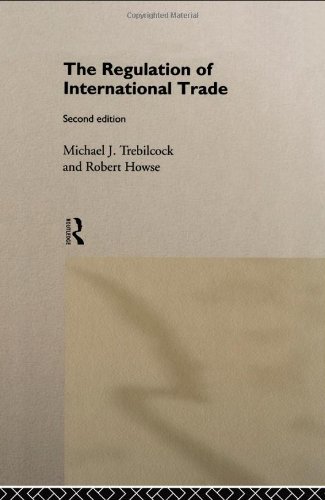 Copyrighted Material
The Regulation of
International Trade
Second edition
Michael J. Trebilcock
and Robert Howse
ROUTLEDGE